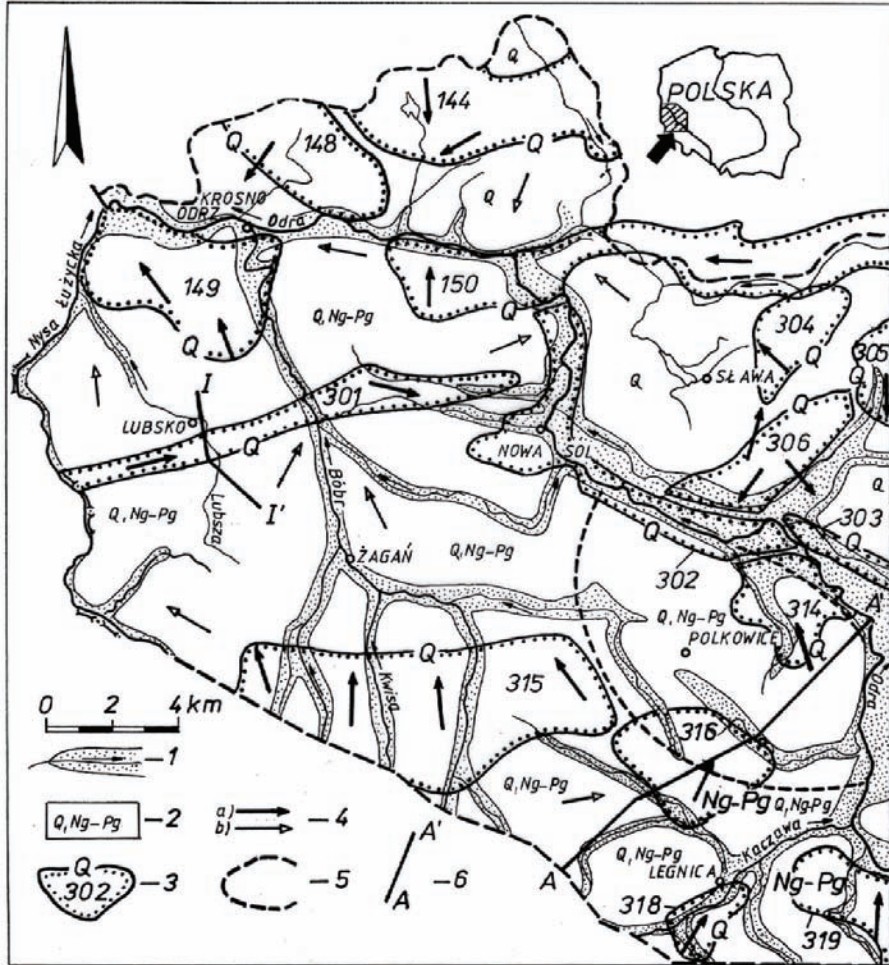 Q
144
POLSKA
Q
148
Q
KROSNO
ODRZ
Odra
Q
Nysa Łużycka
149
150
Q
Q
Q, Ng-Pg
304
305
Q
SŁAWA
Q
I
301
LUBSKO
Q
Q
306
NOWA SOL
Q
Bóbr
Q, Ng-Pg
I'
Lubsza
303
Q
Q
ŻAGAŃ
Q, Ng-Pg
302
A'
Q, Ng-Pg
314
POLKOWICE
Q
Odra
Q
Kwisa
315
0 2 4 km
316
1
Q, Ng-Pg
Ng-Pg
Q, Ng-Pg
Q, Ng-Pg
2
a)
b)
4
A'
Kaczawa
Q
302
3
5
A
6
A
Q, Ng-Pg
LEGNICA
Ng-Pg
318
Q
319